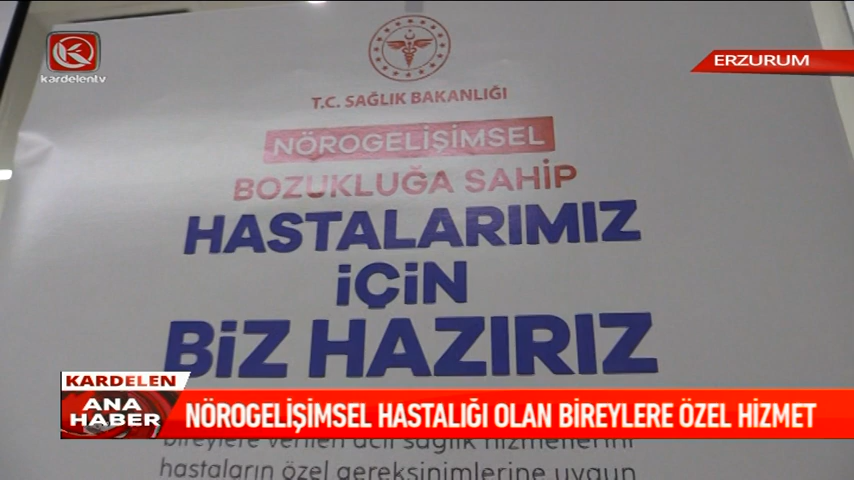 kardelentv
ERZURUM
T.C. SAĞLIK BAKANLIĞI
NÖROGELİŞİMSEL
BOZUKLUĞA SAHİP
HASTALARIMIZ
İÇİN
BİZ HAZIRIZ
KARDELEN
ANA
HABER
NÖROGELİŞİMSEL HASTALIĞI OLAN BİREYLERE ÖZEL HİZMET
bireylere verilen acil sağlık hizmetlerini
hastaların özel gereksinimlerine uygun